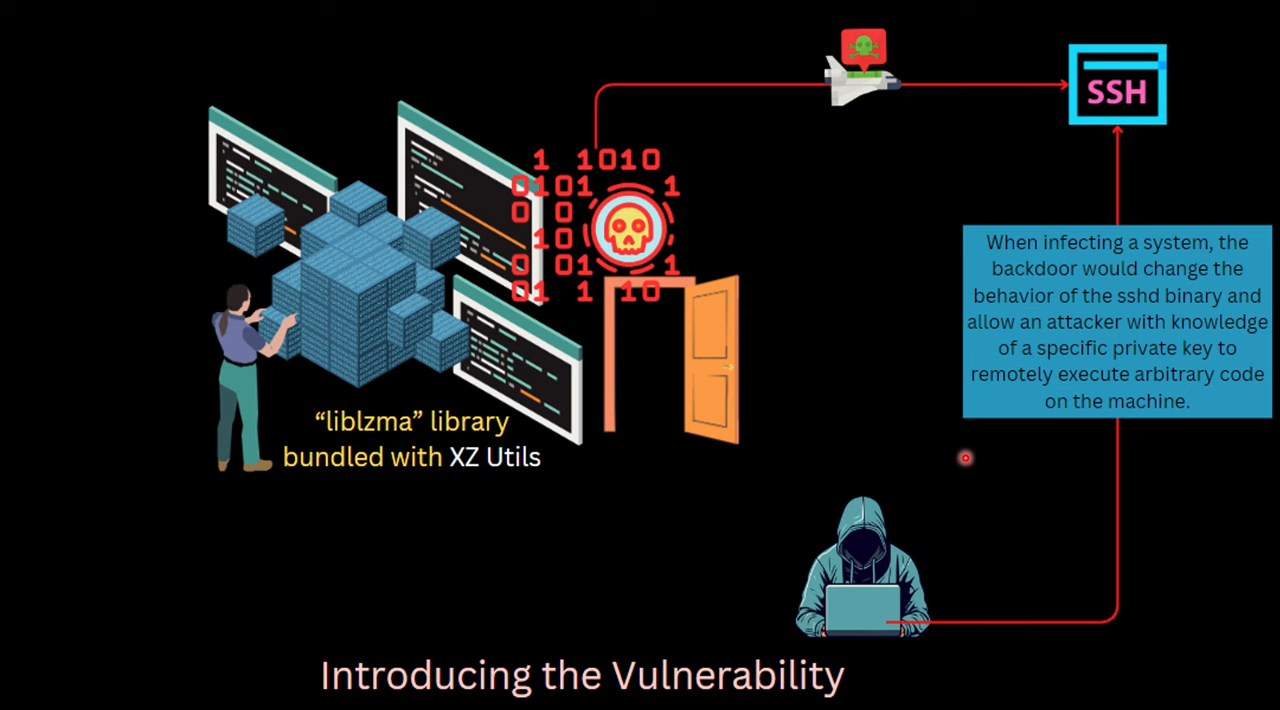 SSH
1 1010
0101 1
0 0
10
0 01 1
01 1 10
When infecting a system, the
backdoor would change the
behavior of the sshd binary and
allow an attacker with knowledge
of a specific private key to
remotely execute arbitrary code
on the machine.
“liblzma” library
bundled with XZ Utils
Introducing the Vulnerability